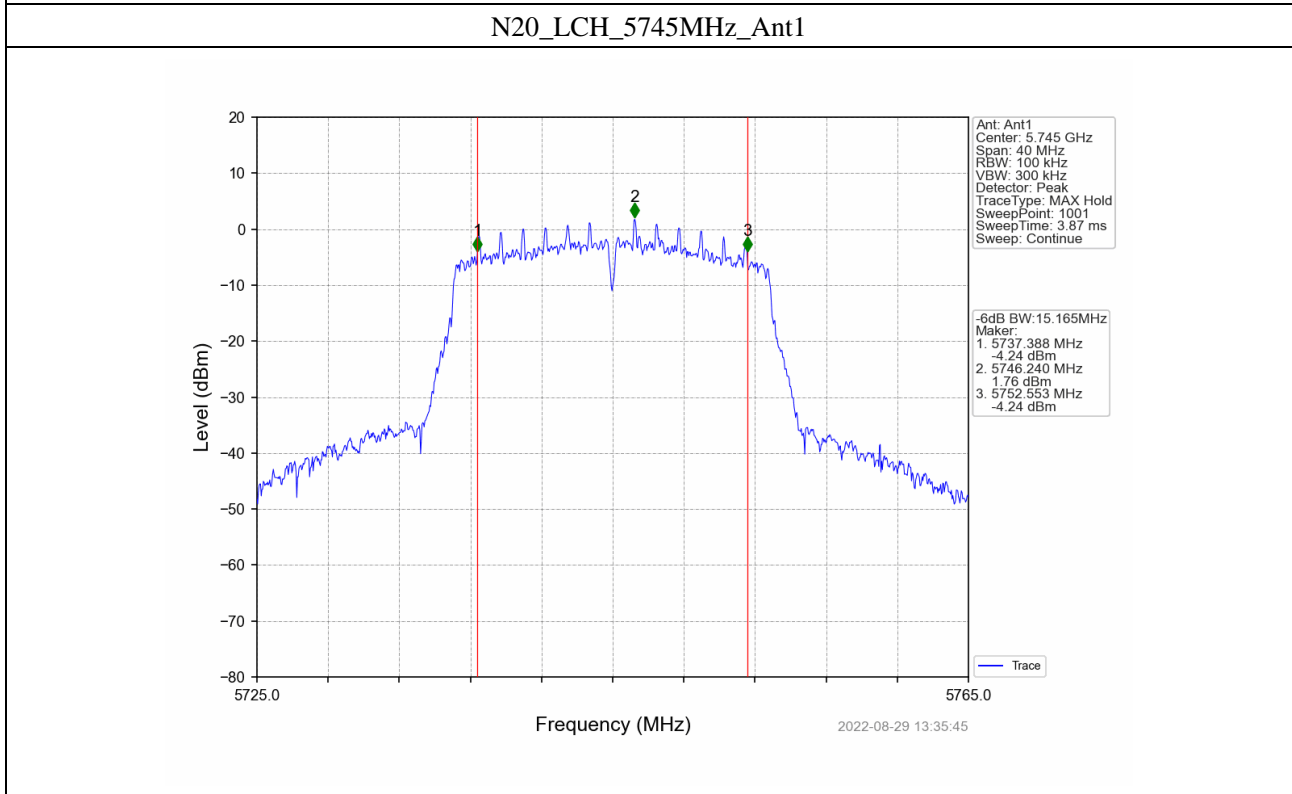 N20_LCH_5745MHz_Ant1
20
10
0
−10
−20
−30
−40
−50
−60
−70
−80
Level (dBm)
1
2
3
5725.0
5765.0
Frequency (MHz)
2022-08-29 13:35:45
Ant: Ant1
Center: 5.745 GHz
Span: 40 MHz
RBW: 100 kHz
VBW: 300 kHz
Detector: Peak
TraceType: MAX Hold
SweepPoint: 1001
SweepTime: 3.87 ms
Sweep: Continue
-6dB BW:15.165MHz
Maker:
1. 5737.388 MHz
-4.24 dBm
2. 5746.240 MHz
1.76 dBm
3. 5752.553 MHz
-4.24 dBm
Trace